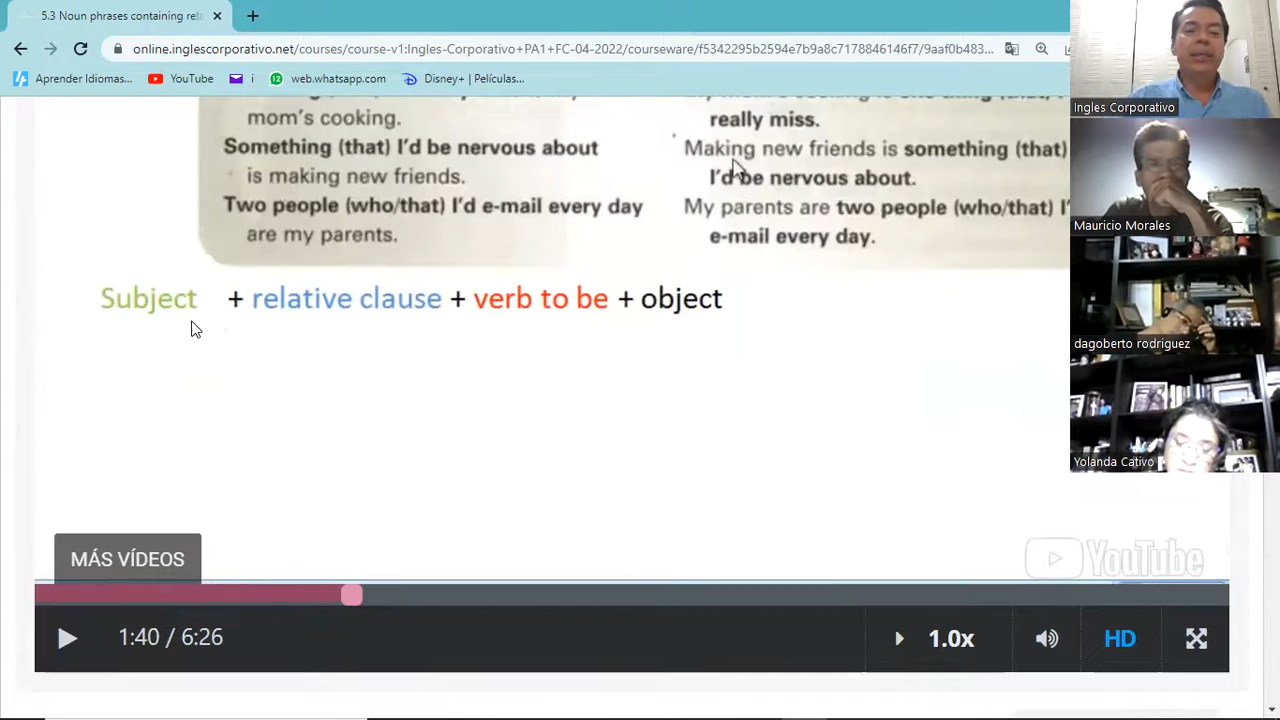 5.3 Noun phrases containing rela
online.inglescorporativo.net/courses/course-v1:Ingles-Corporativo+PA1+FC-04-2022/courseware/f5342295b2594e7b9a8c7178846146f7/9aaf0b483...
Aprender Idiomas...
YouTube
i
web.whatsapp.com
Disney+ | Películas,...
mom's cooking.
Something (that) I'd be nervous about
is making new friends.
Two people (who/that) I'd e-mail every day
are my parents.
really miss.
Making new friends is something (that)
I'd be nervous about.
My parents are two people (who/that) I'
e-mail every day.
Subject + relative clause + verb to be + object
MÁS VÍDEOS
YouTube
1:40 / 6:26
1.0x
HD
Ingles Corporativo
Mauricio Morales
dagoberto rodriguez
Yolanda Cativo